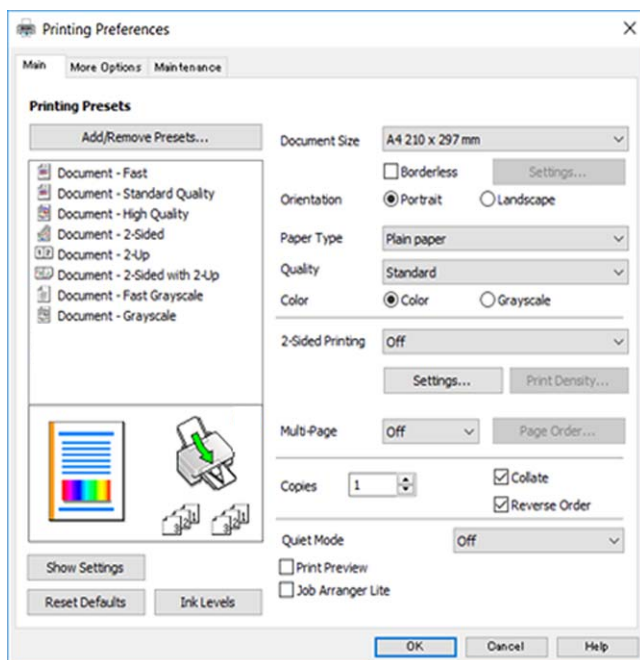 Printing Preferences
Main More Options Maintenance
Printing Presets
Add/Remove Presets...
Document - Fast
Document - Standard Quality
Document - High Quality
Document - 2-Sided
Document - 2-Up
Document - 2-Sided with 2-Up
Document - Fast Grayscale
Document - Grayscale
Show Settings
Reset Defaults Ink Levels
Document Size A4 210 x 297 mm
Borderless Settings...
Orientation Portrait Landscape
Paper Type Plain paper
Quality Standard
Color Color Grayscale
2-Sided Printing Off
Settings... Print Density...
Multi-Page Off Page Order...
Copies 1 Collate
Reverse Order
Quiet Mode Off
Print Preview
Job Arranger Lite
OK Cancel Help